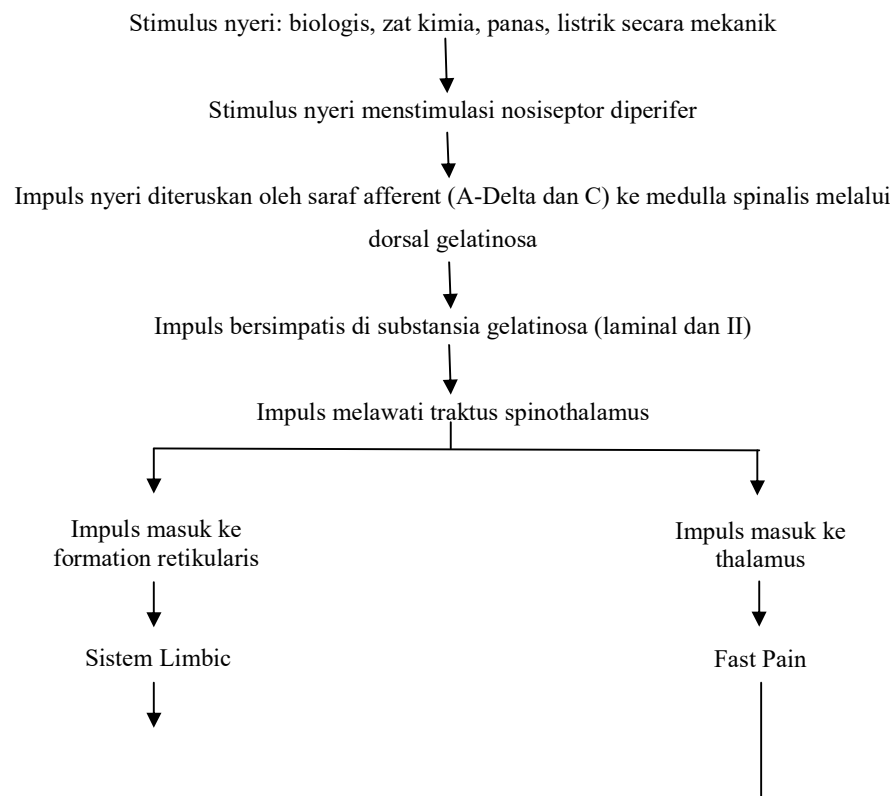 Stimulus nyeri: biologis, zat kimia, panas, listrik secara mekanik
Stimulus nyeri menstimulasi nosiseptor diperifer
Impuls nyeri diteruskan oleh saraf afferent (A-Delta dan C) ke medulla spinalis melalui
dorsal gelatinosa
Impuls bersimpatis di substansia gelatinosa (laminal dan II)
Impuls melawati traktus spinothalamus
Impuls masuk ke
formation retikularis
Impuls masuk ke
thalamus
Sistem Limbic
Fast Pain